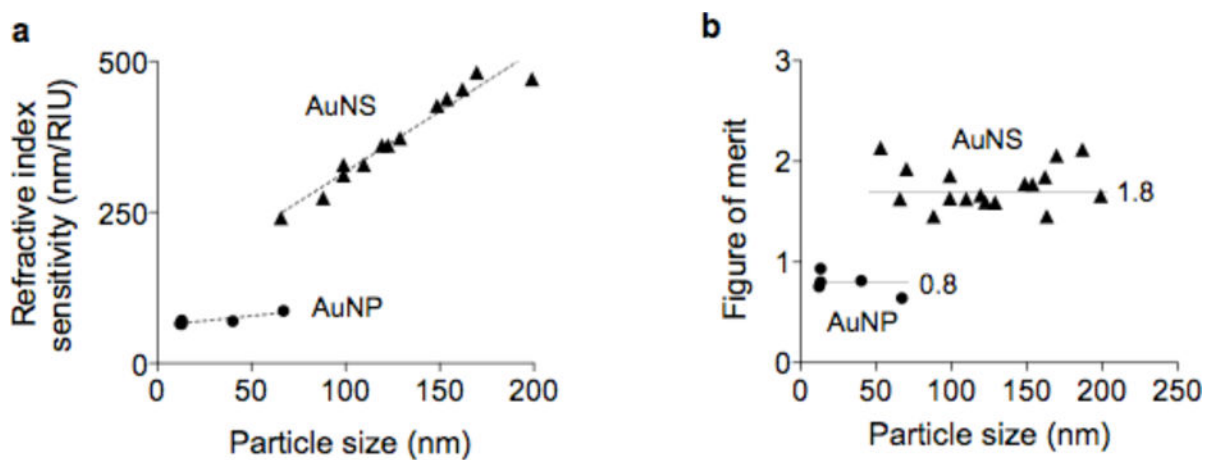 a
Refractive index
sensitivity (nm/RIU)
500
250
0
AuNS
AuNP
0
50
100
150
200
Particle size (nm)
b
Figure of merit
3
2
1
0
AuNS
1.8
0.8
AuNP
0
50
100
150
200
250
Particle size (nm)